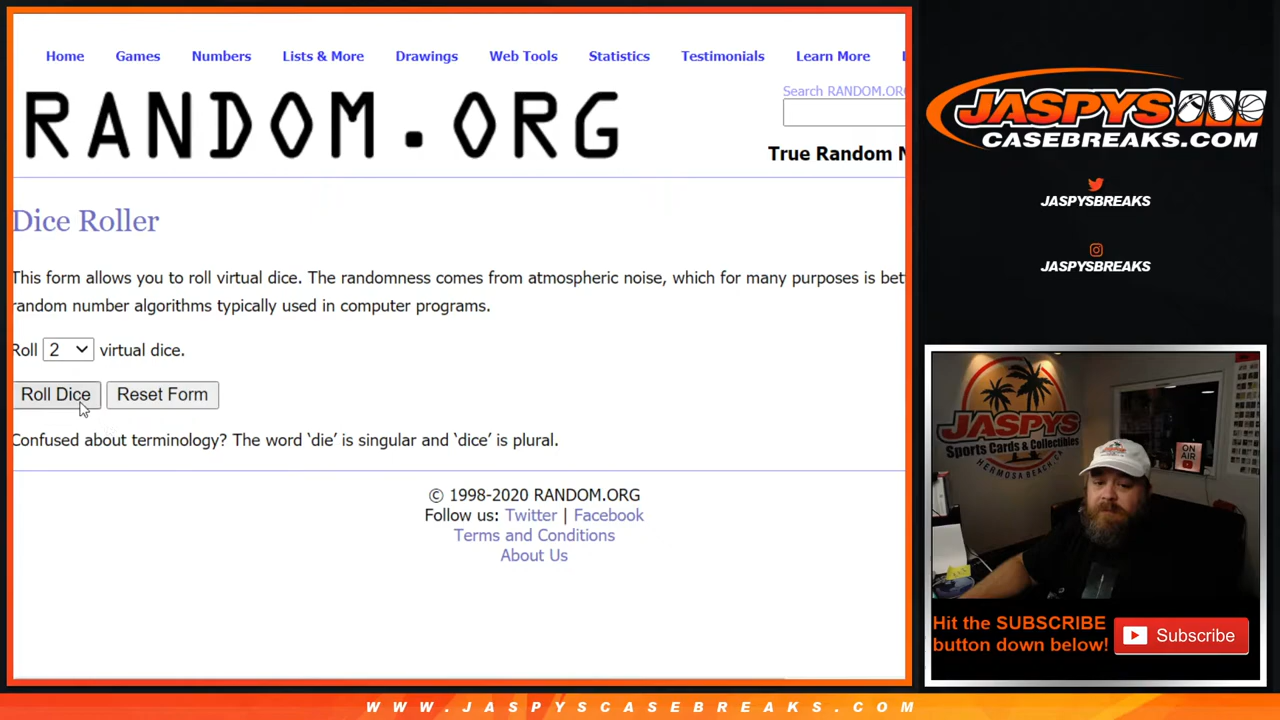 Home Games Numbers Lists & More Drawings Web Tools Statistics Testimonials Learn More
RANDOM.ORG
Search RANDOM.ORG
True Random N
Dice Roller
This form allows you to roll virtual dice. The randomness comes from atmospheric noise, which for many purposes is bet
random number algorithms typically used in computer programs.
Roll 2 virtual dice.
Roll Dice Reset Form
Confused about terminology? The word ‘die’ is singular and ‘dice’ is plural.
© 1998-2020 RANDOM.ORG
Follow us: Twitter | Facebook
Terms and Conditions
About Us
JASPYS
CASEBREAKS.COM
JASPYSBREAKS
JASPYSBREAKS
JASPYS
Sports Cards & Collectibles
HERMOSA BEACH, CA
ON
AIR
Hit the SUBSCRIBE
button down below!
Subscribe
WWW.JASPYSCASEBREAKS.COM